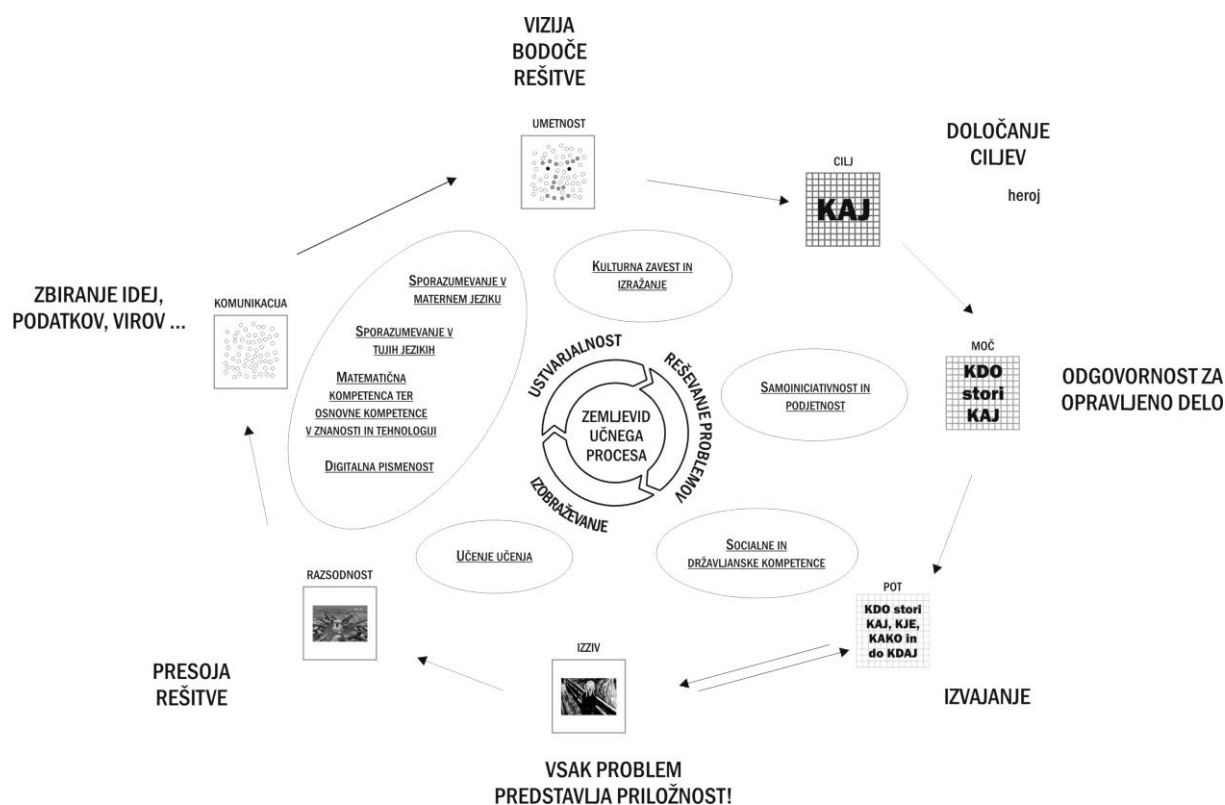 VIZIJA
BODOČE
REŠITVE
UMETNOST
DOLOČANJE
CILJEV
heroj
CILJ
KAJ
KULTURNA ZAVEST IN
IZRAŽANJE
SPORAZUMEVANJE V
MATERNEM JEZIKU
ZBIRANJE IDEJ,
PODATKOV, VIROV ...
KOMUNIKACIJA
SPORAZUMEVANJE V
TUJIH JEZIKIH
MATEMATIČNA
KOMPETENCA TER
OSNOVNE KOMPETENCE
V ZNANOSTI IN TEHNOLOGIJI
DIGITALNA PISMENOST
USTVARJALNOST
REŠEVANJE PROBLEMOV
IZOBRAŽEVANJE
ZEMLJEVID
UČNEGA
PROCESA
SAMOINICIATIVNOST IN
PODJETNOST
MOČ
KDO
stori
KAJ
ODGOVORNOST ZA
OPRAVLJENO DELO
UČENJE UČENJA
SOCIALNE IN
DRŽAVLJANSKE KOMPETENCE
RAZSODNOST
POT
KDO stori
KAJ, KJE,
KAKO in
do KDAJ
IZZIV
PRESOJA
REŠITVE
IZVAJANJE
VSAK PROBLEM
PREDSTAVLJA PRILOŽNOST!